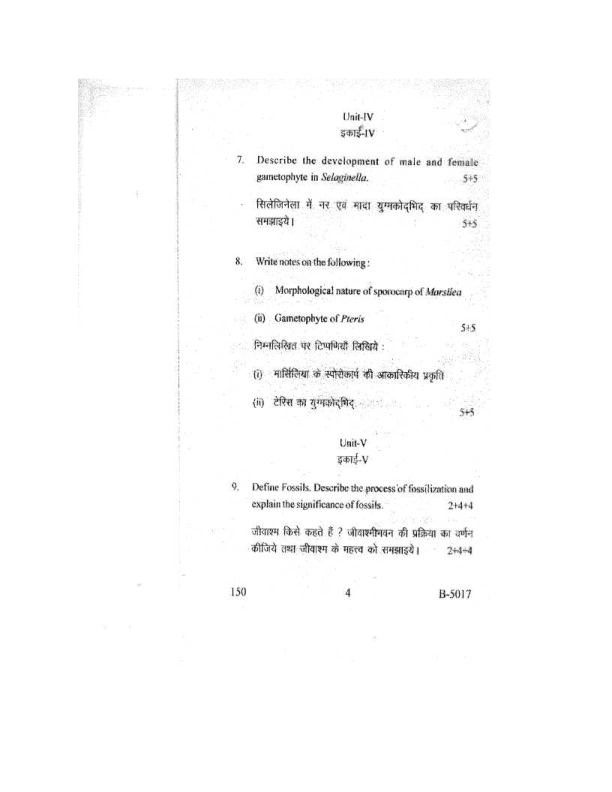 Unit-IV
इकाई-IV
7. Describe the development of male and female
gametophyte in Selaginella. 5+5
सिलेजिनेला में नर एवं मादा युग्मकोद्भिद् का परिवर्धन
समझाइये। 5+5
8. Write notes on the following :
(i) Morphological nature of sporocarp of Marsilea
(ii) Gametophyte of Pteris
5+5
निम्नलिखित पर टिप्पणियाँ लिखिये :
(i) मार्सिलिया के स्पोरोकार्प की आकारिकीय प्रकृति
(ii) टेरिस का युग्मकोद्भिद्
5+5
Unit-V
इकाई-V
9. Define Fossils. Describe the process of fossilization and
explain the significance of fossils. 2+4+4
जीवाश्म किसे कहते हैं ? जीवाश्मीभवन की प्रक्रिया का वर्णन
कीजिये तथा जीवाश्म के महत्त्व को समझाइये। 2+4+4
150 4 B-5017